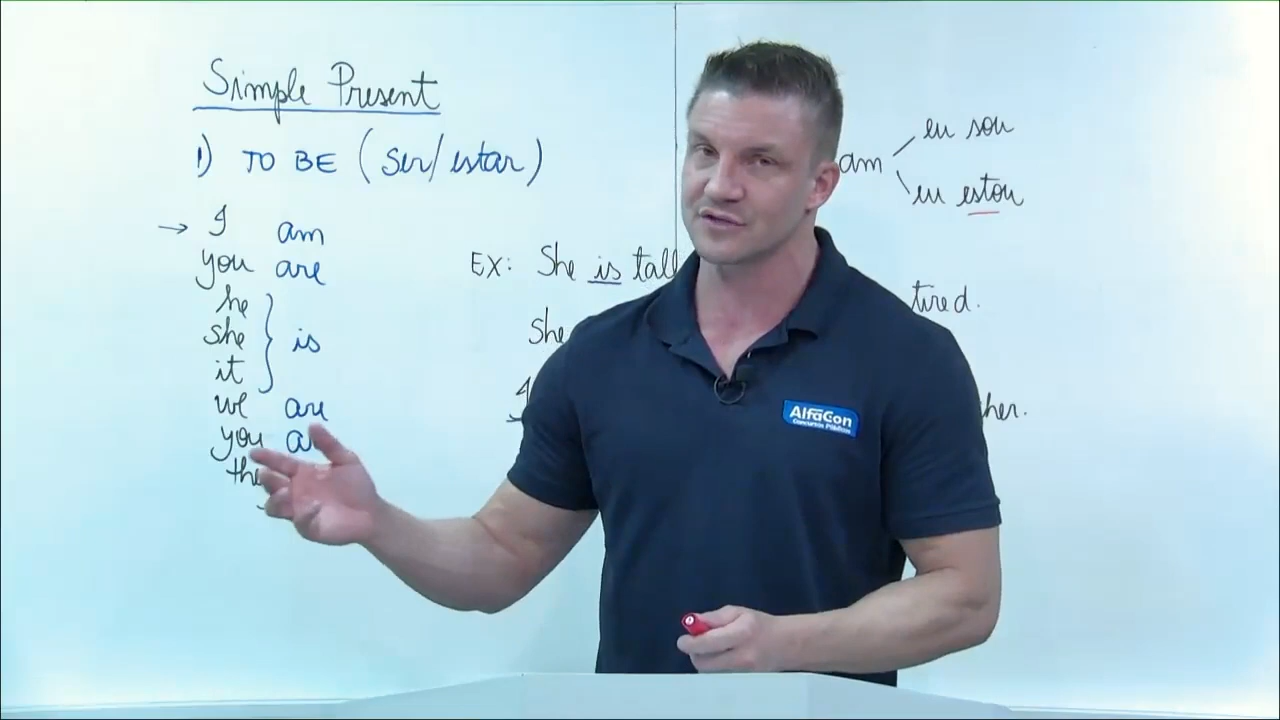 Simple Present
1) TO BE (ser/estar)
→ I am
you are
he
she is
it
we are
you
EX: She is tall
She
am
eu sou
eu estou
tired.
AlfaCon
Concursos Públicos